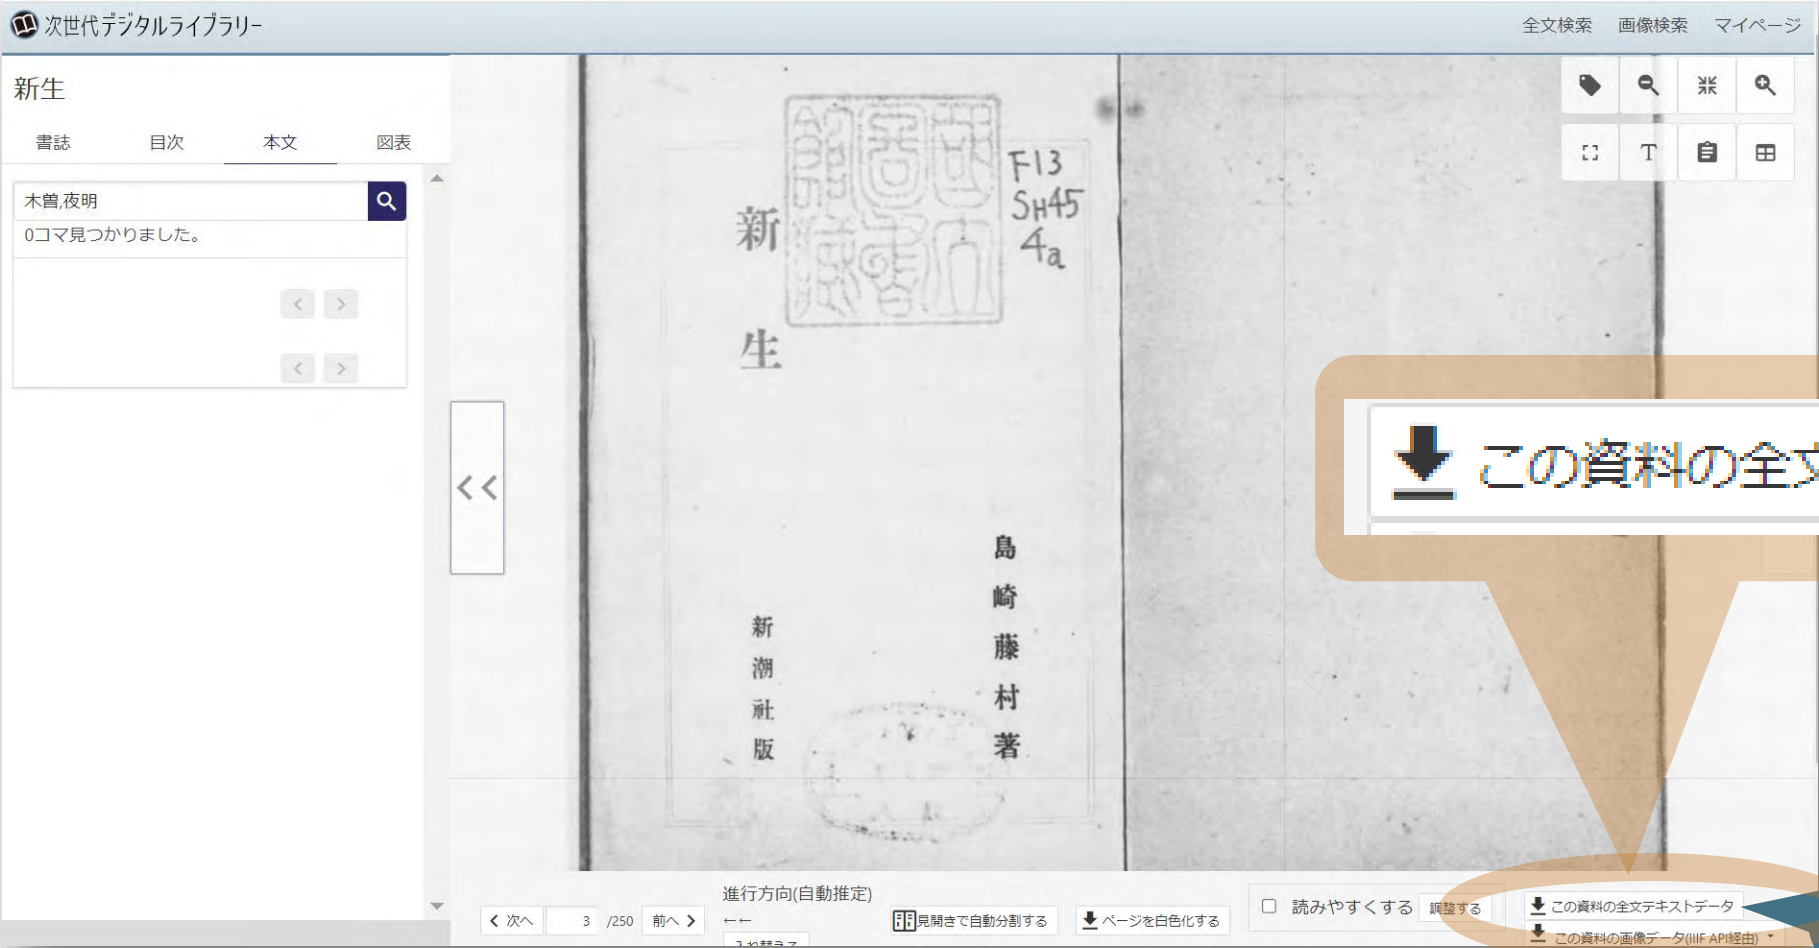 次世代デジタルライブラリー
全文検索 画像検索 マイページ
新生
書誌 目次 本文 図表
木曽,夜明
0コマ見つかりました。
F13
SH45
4a
新生
島崎藤村著
新潮社版
この資料の全文
進行方向(自動推定)
次へ 3 /250 前へ
←←
見開きで自動分割する
ページを白色化する
読みやすくする 調整する
この資料の全文テキストデータ
この資料の画像データ(IIIF API経由)